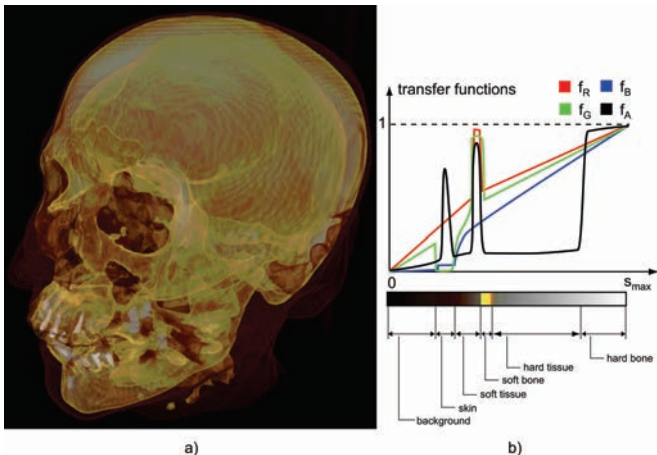 transfer functions
f_R f_B
f_G f_A
1
0 S_max
hard bone
hard tissue
soft bone
soft tissue
skin
background
a) b)